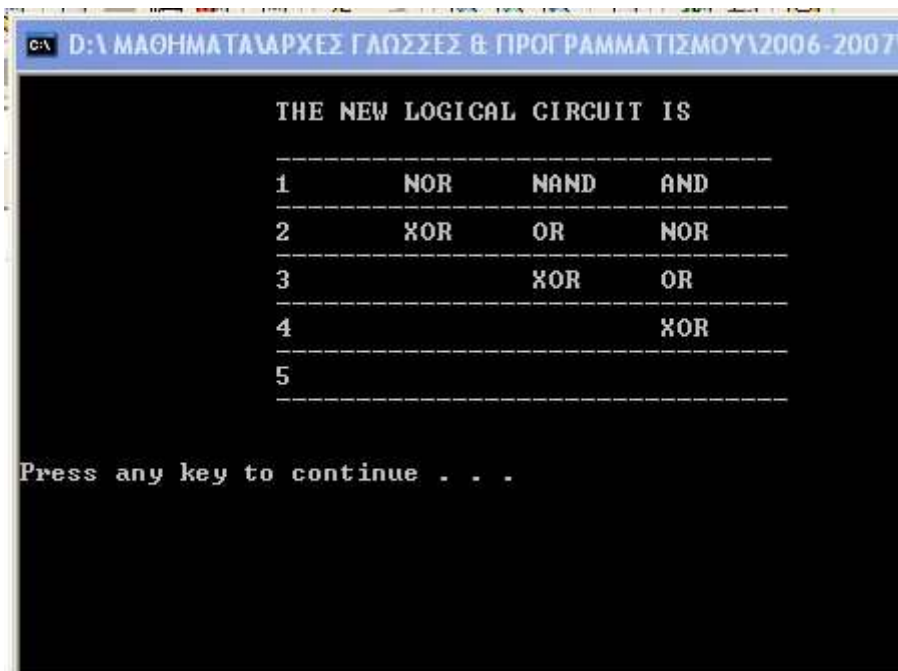 D:\ ΜΑΘΗΜΑΤΑ\ΑΡΧΕΣ ΓΛΩΣΣΕΣ & ΠΡΟΓΡΑΜΜΑΤΙΣΜΟΥ\2006-2007\
THE NEW LOGICAL CIRCUIT IS
1 NOR NAND AND
2 XOR OR NOR
3 XOR OR
4 XOR
5
Press any key to continue . . .